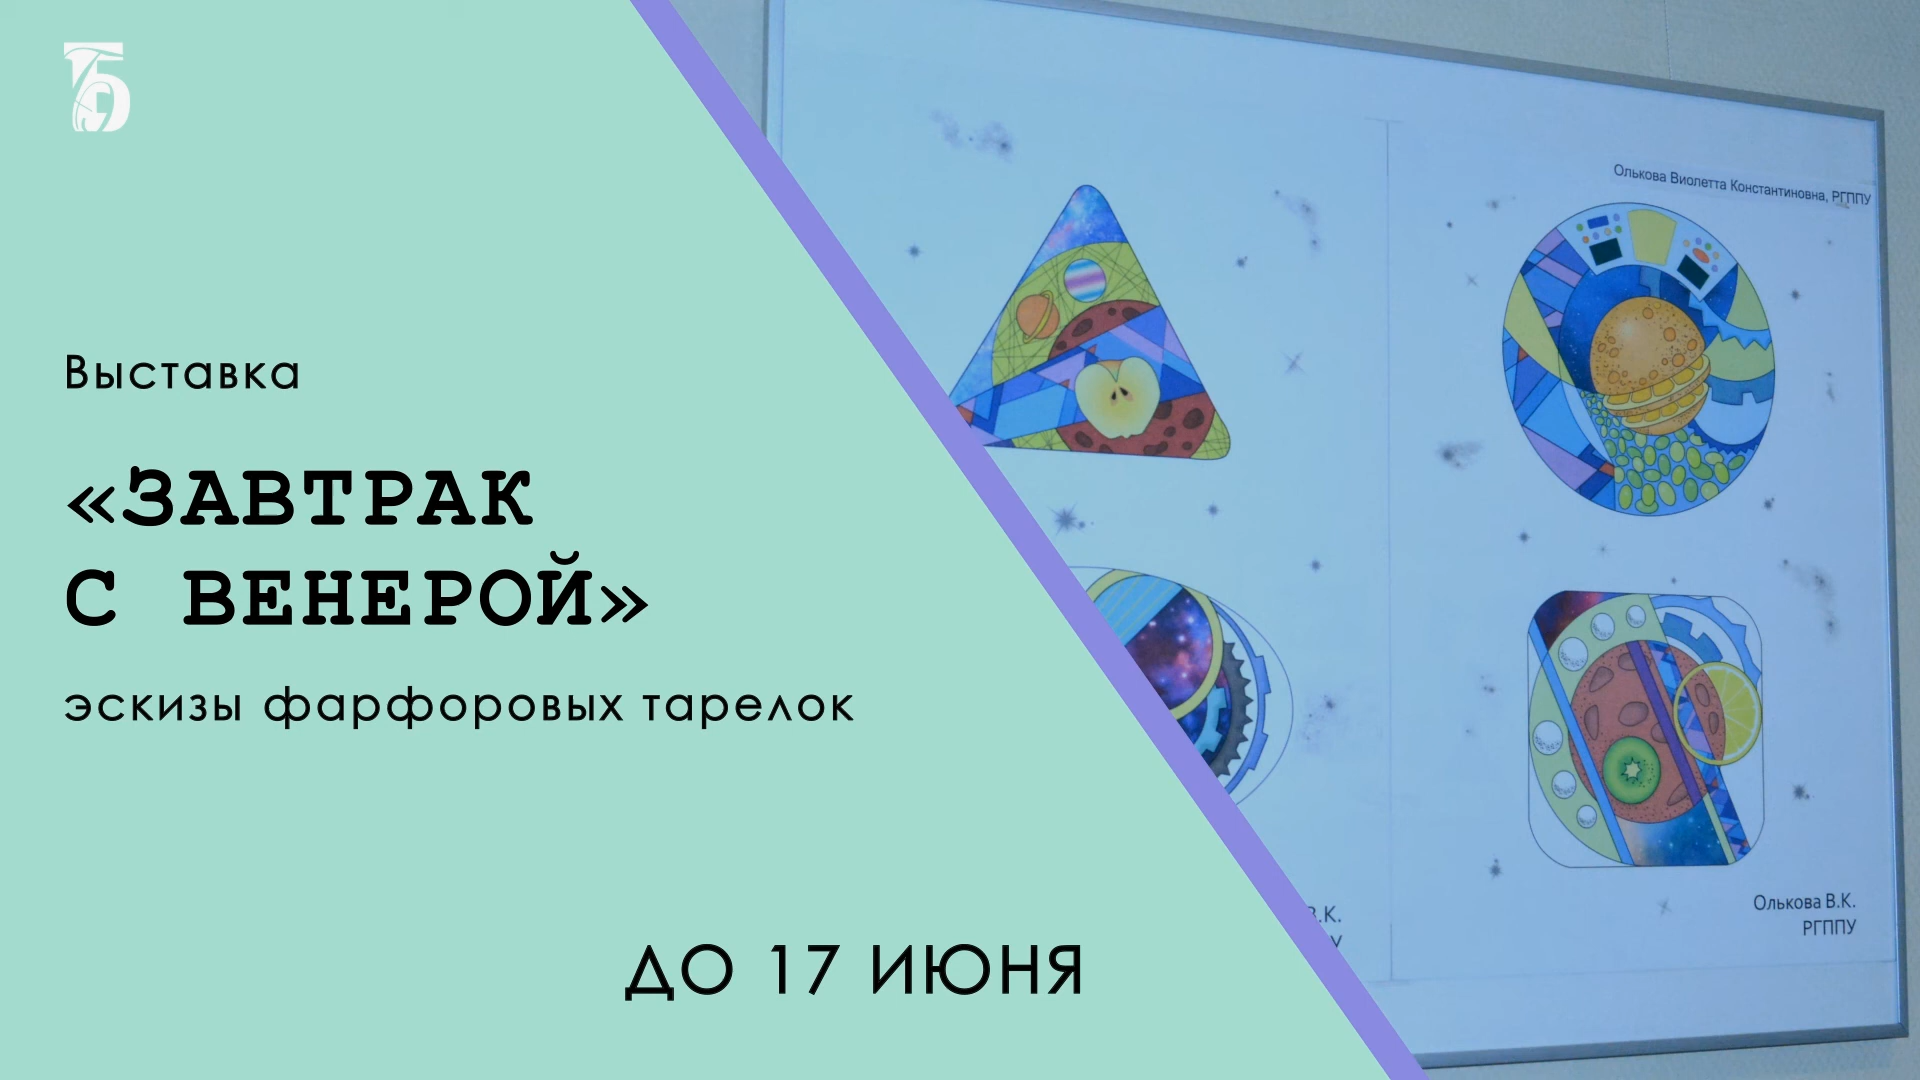 Выставка
«ЗАВТРАК
С ВЕНЕРОЙ»
эскизы фарфоровых тарелок
ДО 17 ИЮНЯ
Олькова Виолетта Константиновна, РГППУ
Олькова В.К.
РГППУ
В.К.